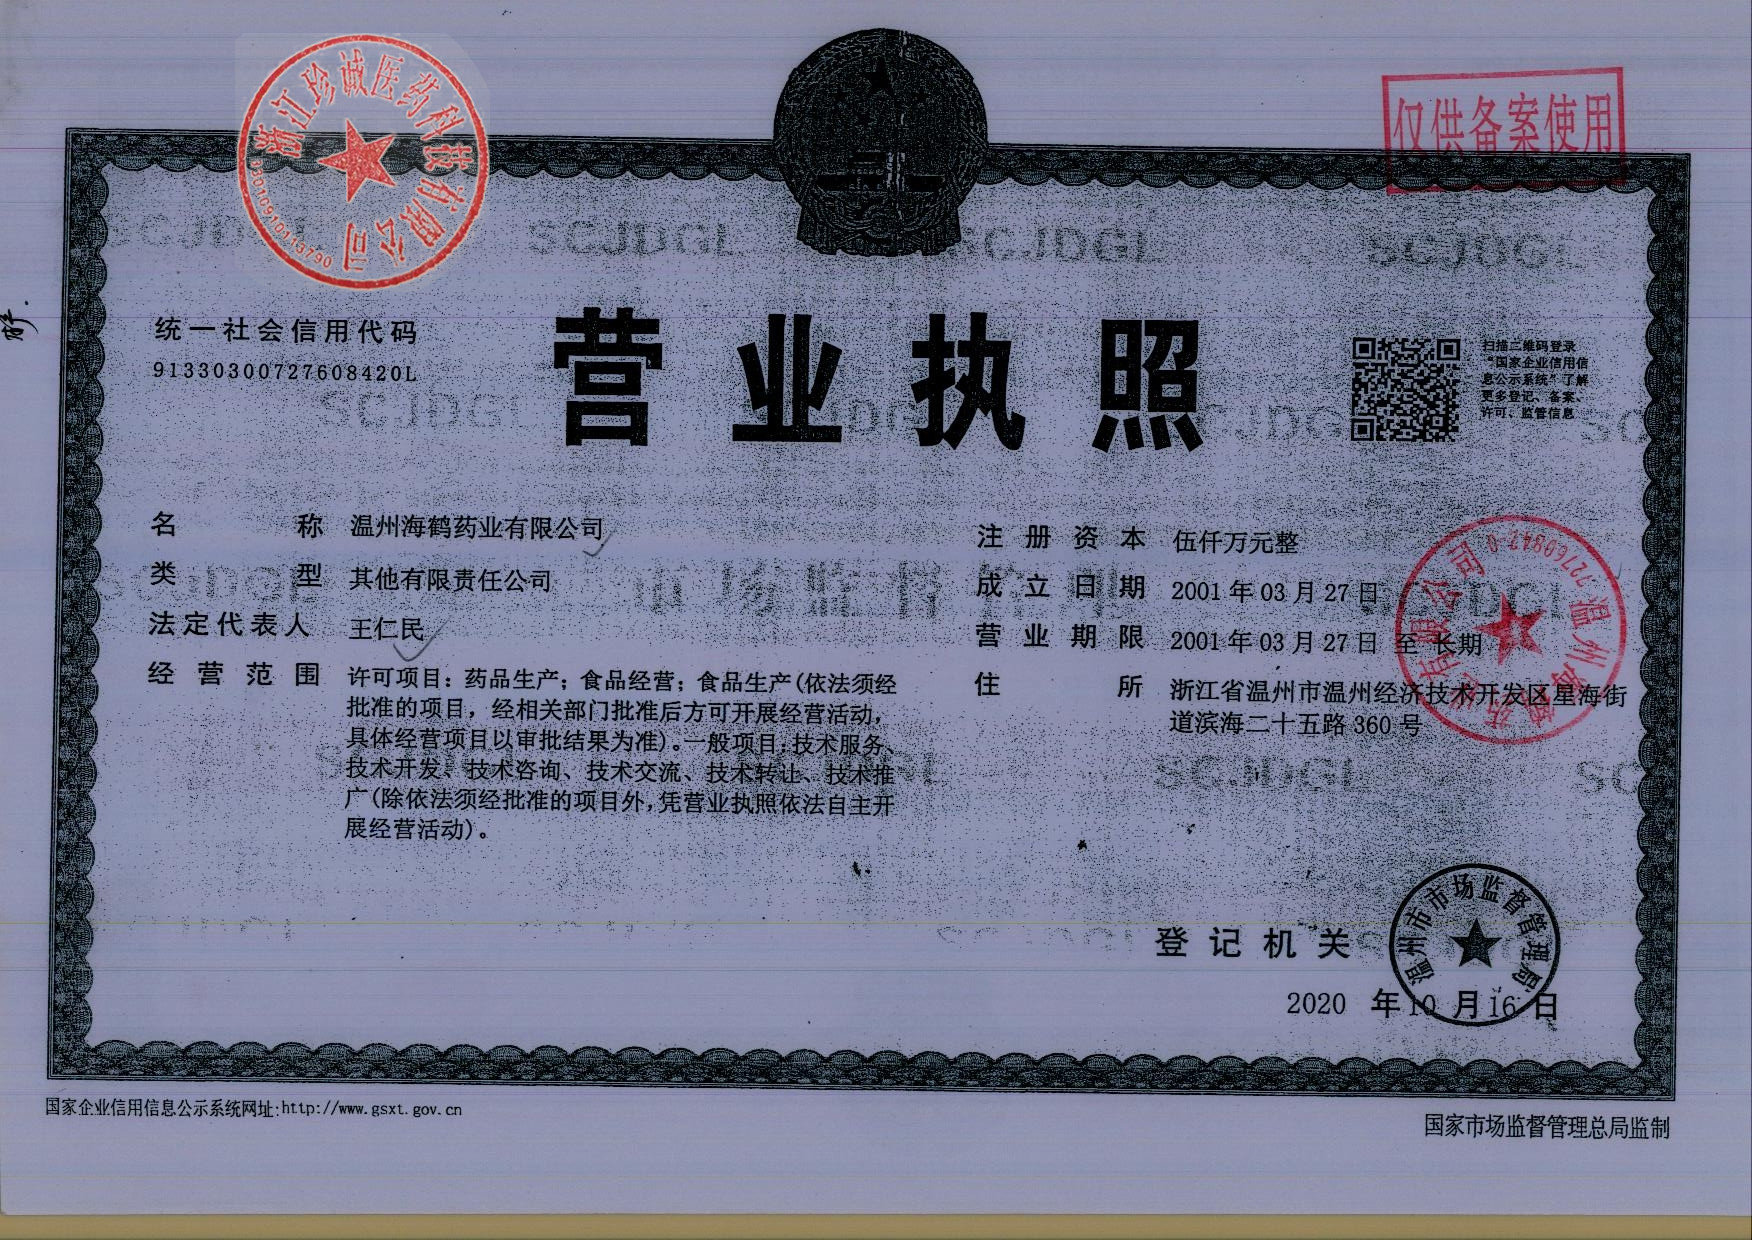 浙江珍诚医药科技有限公司
仅供备案使用
统一社会信用代码
91330300727608420L
营业执照
扫描二维码登录
“国家企业信用信
息公示系统”了解
更多登记、备案、
许可、监管信息
名称 温州海鹤药业有限公司
类型 其他有限责任公司
法定代表人 王仁民
经营范围 许可项目：药品生产；食品经营；食品生产(依法须经
批准的项目，经相关部门批准后方可开展经营活动，
具体经营项目以审批结果为准)。一般项目：技术服务、
技术开发、技术咨询、技术交流、技术转让、技术推
广(除依法须经批准的项目外，凭营业执照依法自主开
展经营活动)。
注册资本 伍仟万元整
成立日期 2001年03月27日
营业期限 2001年03月27日 至 长期
住所 浙江省温州市温州经济技术开发区星海街
道滨海二十五路360号
温州海鹤药业有限公司
登记机关
温州市市场监督管理局
2020 年 10 月 16 日
国家企业信用信息公示系统网址:http://www.gsxt.gov.cn
国家市场监督管理总局监制
SCJDGL